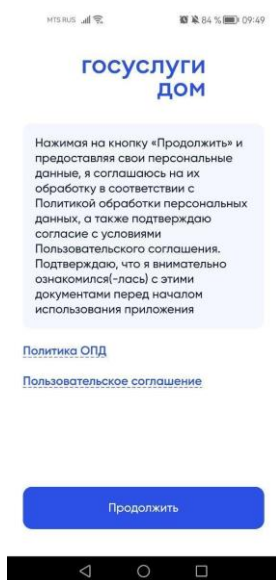 MTS RUS 84 % 09:49
госуслуги
дом
Нажимая на кнопку «Продолжить» и
предоставляя свои персональные
данные, я соглашаюсь на их
обработку в соответствии с
Политикой обработки персональных
данных, а также подтверждаю
согласие с условиями
Пользовательского соглашения.
Подтверждаю, что я внимательно
ознакомился(-лась) с этими
документами перед началом
использования приложения
Политика ОПД
Пользовательское соглашение
Продолжить